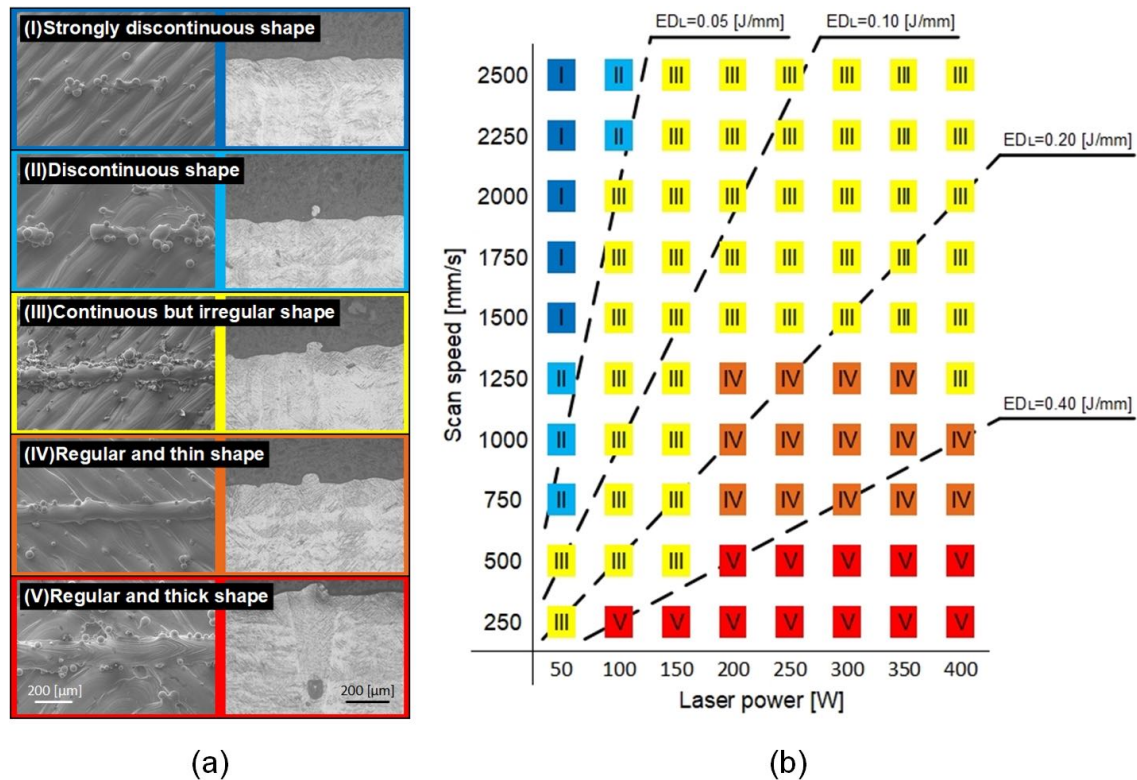 (I)Strongly discontinuous shape
(II)Discontinuous shape
(III)Continuous but irregular shape
(IV)Regular and thin shape
(V)Regular and thick shape
200 [μm]
200 [μm]
(a)
EDL=0.05 [J/mm]
EDL=0.10 [J/mm]
EDL=0.20 [J/mm]
EDL=0.40 [J/mm]
Scan speed [mm/s]
2500 I II III III III III III III
2250 I II III III III III III III
2000 I III III III III III III III
1750 I III III III III III III III
1500 I III III III III III III III
1250 II III III IV IV IV IV III
1000 II III III IV IV IV IV IV
750 II III III IV IV IV IV IV
500 III III III V V V V V
250 III V V V V V V V
50 100 150 200 250 300 350 400
Laser power [W]
(b)